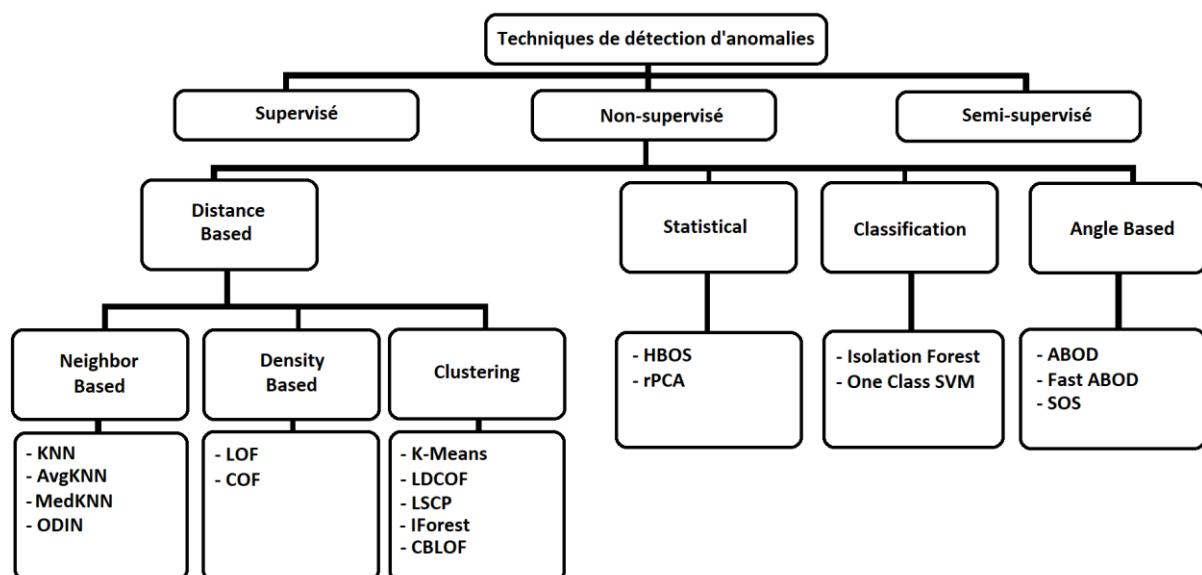 Techniques de détection d'anomalies
Supervisé
Non-supervisé
Semi-supervisé
Distance
Based
Statistical
Classification
Angle Based
Neighbor
Based
Density
Based
Clustering
- HBOS
- rPCA
- Isolation Forest
- One Class SVM
- ABOD
- Fast ABOD
- SOS
- KNN
- AvgKNN
- MedKNN
- ODIN
- LOF
- COF
- K-Means
- LDCOF
- LSCP
- IForest
- CBLOF